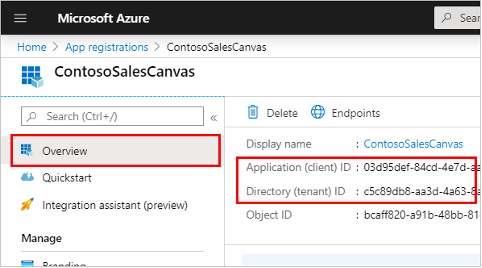 Microsoft Azure
Search
Home > App registrations > ContosoSalesCanvas
ContosoSalesCanvas
Search (Ctrl+/)
«
Delete
Endpoints
Overview
Quickstart
Integration assistant (preview)
Manage
Display name : ContosoSalesCanvas
Application (client) ID : 03d95def-84cd-4e7d-a
Directory (tenant) ID : c5c89db8-aa3d-4a63-8
Object ID : bcaff820-a91b-48bb-81